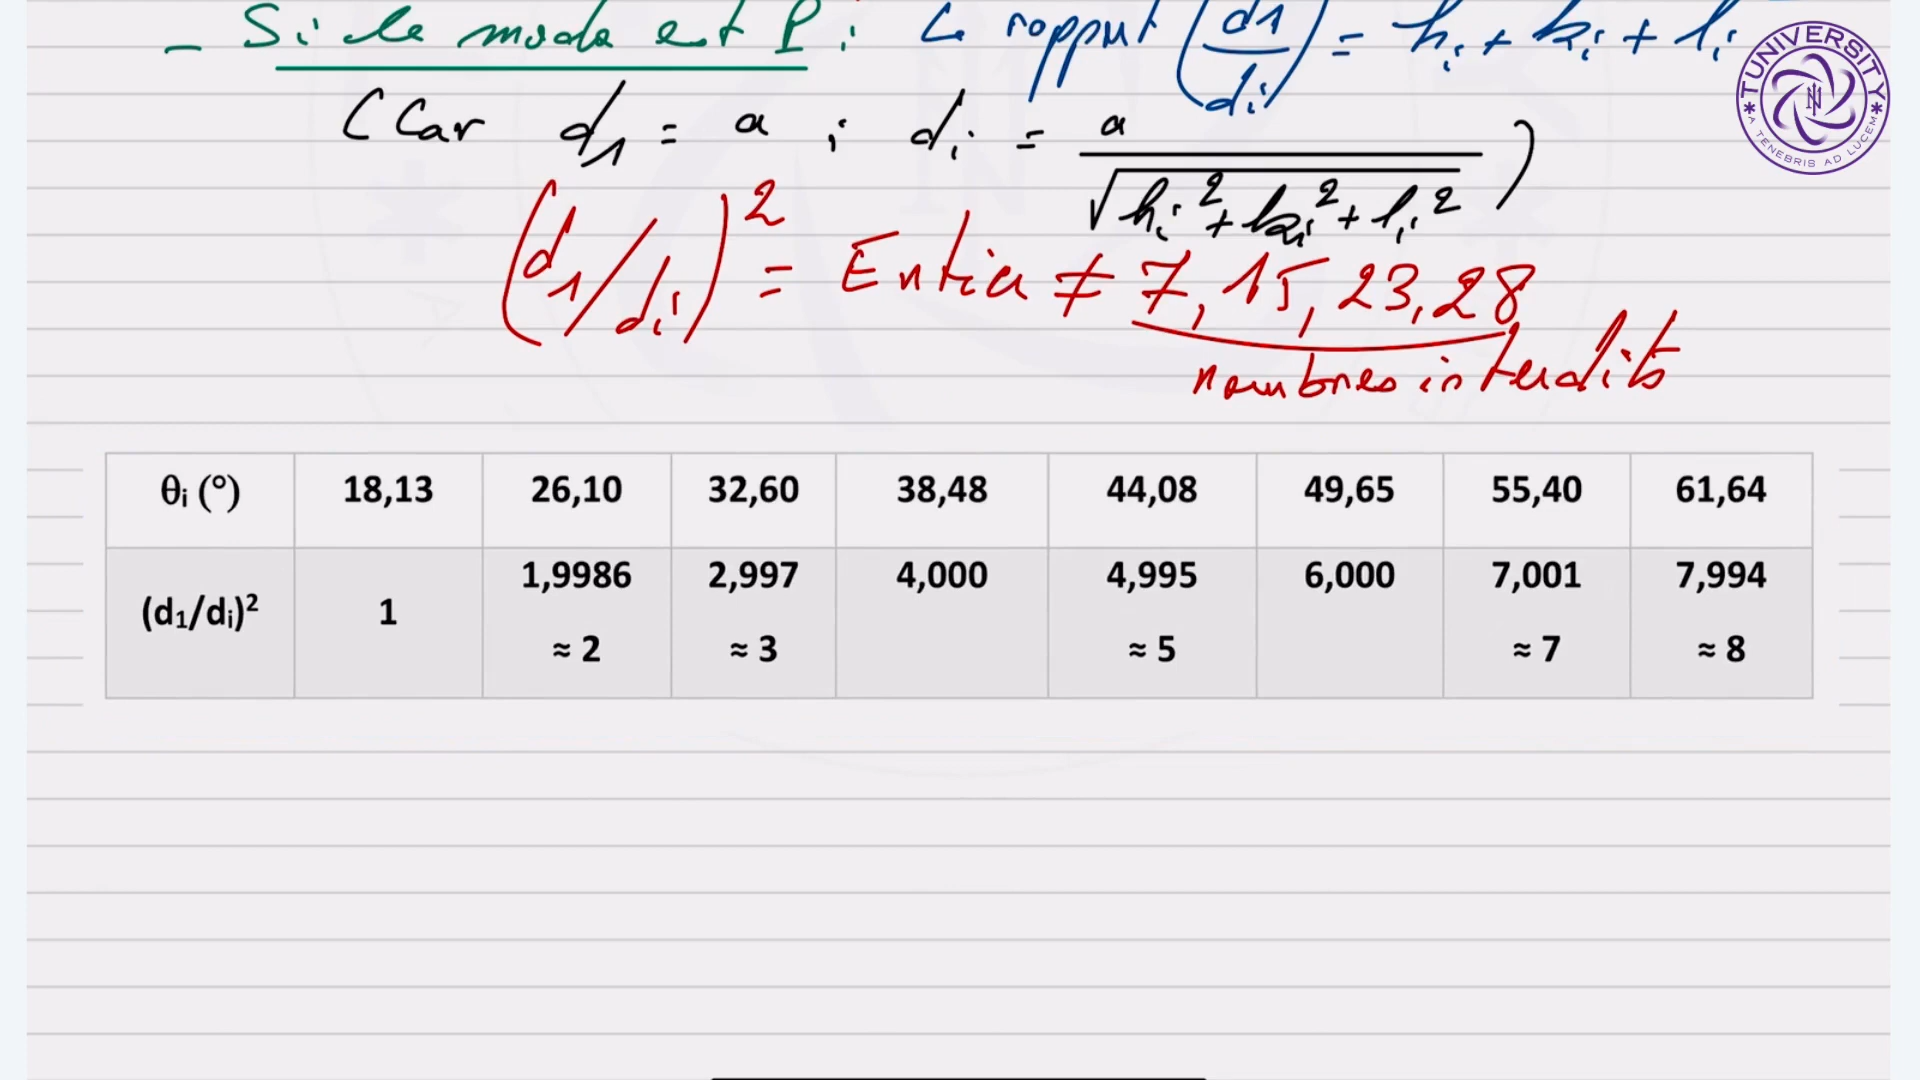 - Si le mode est P : Le rapport (d1/di) = hi + ki + li
(Car d1 = a ; di = a / √hi² + ki² + li² )
(d1/di)² = Entier ≠ 7, 15, 23, 28
nombres interdits
θi (°) 18,13 26,10 32,60 38,48 44,08 49,65 55,40 61,64
(d1/di)² 1 1,9986 2,997 4,000 4,995 6,000 7,001 7,994
≈ 2 ≈ 3 ≈ 5 ≈ 7 ≈ 8
TUNIVERSITY
* A TENEBRIS AD LUCEM *